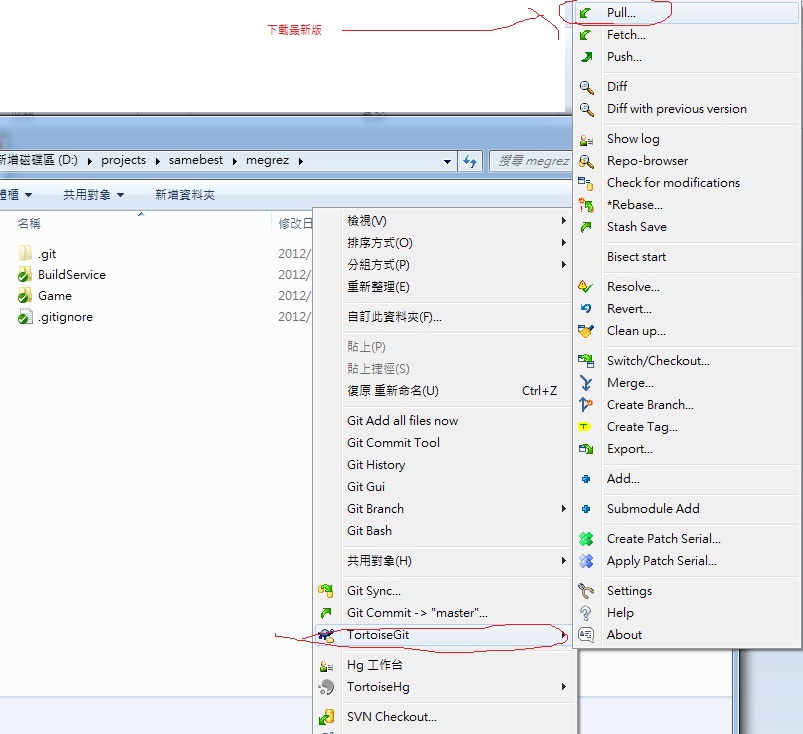 下載最新版
Pull...
Fetch...
Push...
Diff
Diff with previous version
Show log
Repo-browser
Check for modifications
*Rebase...
Stash Save
Bisect start
Resolve...
Revert...
Clean up...
Switch/Checkout...
Merge...
Create Branch...
Create Tag...
Export...
Add...
Submodule Add
Create Patch Serial...
Apply Patch Serial...
Settings
Help
About
新增磁碟區 (D:) projects samebest megrez
搜尋 megrez
體櫃 共用對象 新增資料夾
名稱 修改日
.git 2012/
BuildService 2012/
Game 2012/
.gitignore 2012/
檢視(V)
排序方式(O)
分組方式(P)
重新整理(E)
自訂此資料夾(F)...
貼上(P)
貼上捷徑(S)
復原 重新命名(U) Ctrl+Z
Git Add all files now
Git Commit Tool
Git History
Git Gui
Git Branch
Git Bash
共用對象(H)
Git Sync...
Git Commit -> "master"...
TortoiseGit
Hg 工作台
TortoiseHg
SVN Checkout...